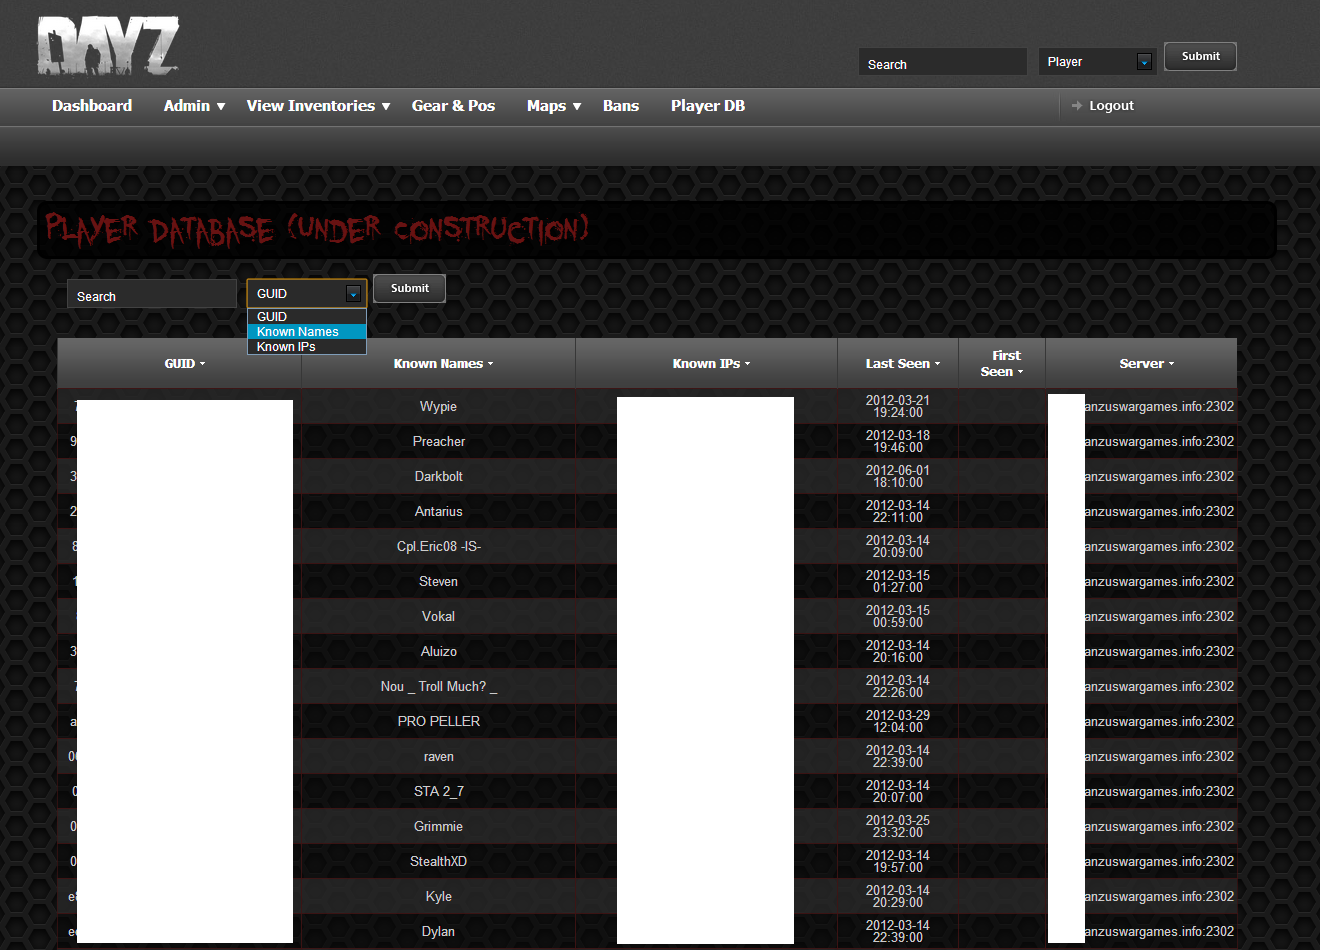 DAYZ
Search Player Submit
Dashboard Admin View Inventories Gear & Pos Maps Bans Player DB Logout
PLAYER DATABASE (UNDER CONSTRUCTION)
Search GUID Submit
GUID
Known Names
Known IPs
GUID Known Names Known IPs Last Seen First Seen Server
Wypie 2012-03-21 19:24:00 anzuswargames.info:2302
9 Preacher 2012-03-18 19:46:00 anzuswargames.info:2302
3 Darkbolt 2012-06-01 18:10:00 anzuswargames.info:2302
2 Antarius 2012-03-14 22:11:00 anzuswargames.info:2302
8 Cpl.Eric08 -IS- 2012-03-14 20:09:00 anzuswargames.info:2302
1 Steven 2012-03-15 01:27:00 anzuswargames.info:2302
Vokal 2012-03-15 00:59:00 anzuswargames.info:2302
3 Aluizo 2012-03-14 20:16:00 anzuswargames.info:2302
Nou _ Troll Much? _ 2012-03-14 22:26:00 anzuswargames.info:2302
a PRO PELLER 2012-03-29 12:04:00 anzuswargames.info:2302
raven 2012-03-14 22:39:00 anzuswargames.info:2302
STA 2_7 2012-03-14 20:07:00 anzuswargames.info:2302
0 Grimmie 2012-03-25 23:32:00 anzuswargames.info:2302
0 StealthXD 2012-03-14 19:57:00 anzuswargames.info:2302
Kyle 2012-03-14 20:29:00 anzuswargames.info:2302
Dylan 2012-03-14 22:39:00 anzuswargames.info:2302